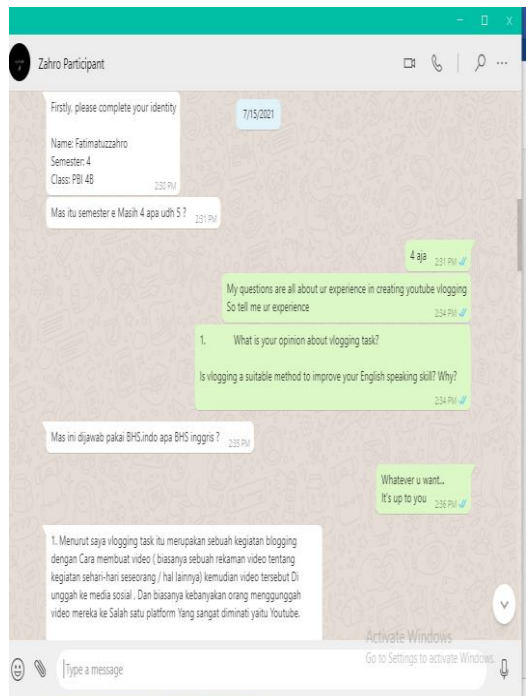 Zahro Participant
7/15/2021
Firstly, please complete your identity
Name: Fatimatuzzahro
Semester: 4
Class: PBI 4B
2:30 PM
Mas itu semester e Masih 4 apa udh 5 ?
2:31 PM
4 aja
2:31 PM
My questions are all about ur experience in creating youtube vlogging
So tell me ur experience
2:34 PM
1. What is your opinion about vlogging task?
Is vlogging a suitable method to improve your English speaking skill? Why?
2:34 PM
Mas ini dijawab pakai BHS.indo apa BHS inggris ?
2:35 PM
Whatever u want...
It's up to you
2:36 PM
1. Menurut saya vlogging task itu merupakan sebuah kegiatan blogging
dengan Cara membuat video ( biasanya sebuah rekaman video tentang
kegiatan sehari-hari seseorang / hal lainnya) kemudian video tersebut Di
unggah ke media sosial . Dan biasanya kebanyakan orang menggunggah
video mereka ke Salah satu platform Yang sangat diminati yaitu Youtube.
Activate Windows
Go to Settings to activate Windows.
Type a message